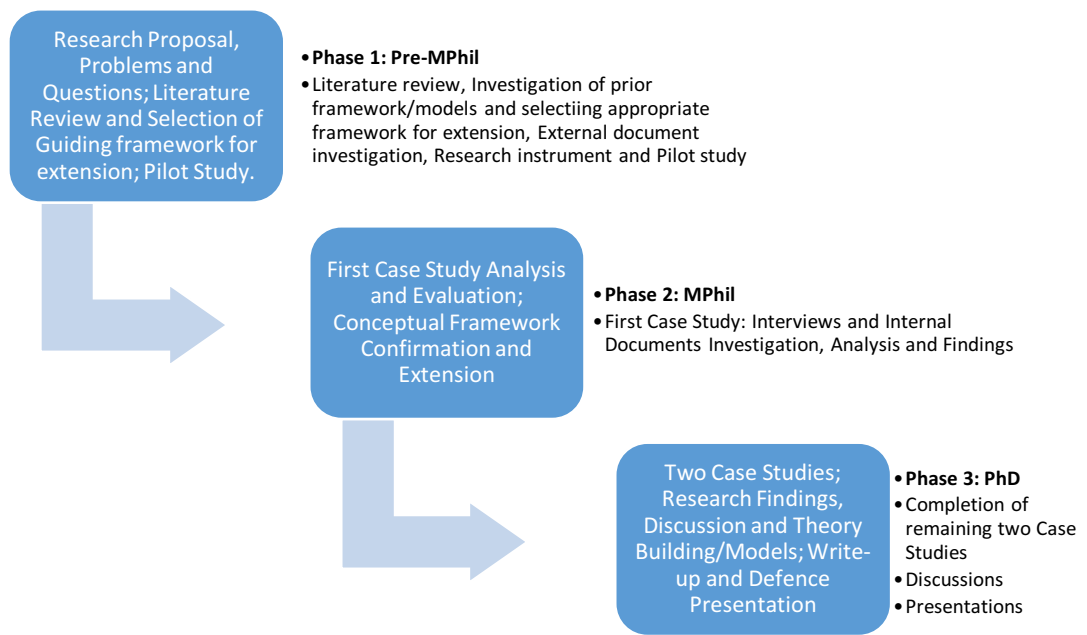 Research Proposal,
Problems and
Questions; Literature
Review and Selection of
Guiding framework for
extension; Pilot Study.
•Phase 1: Pre-MPhil
•Literature review, Investigation of prior
framework/models and selectiing appropriate
framework for extension, External document
investigation, Research instrument and Pilot study
First Case Study Analysis
and Evaluation;
Conceptual Framework
Confirmation and
Extension
•Phase 2: MPhil
•First Case Study: Interviews and Internal
Documents Investigation, Analysis and Findings
Two Case Studies;
Research Findings,
Discussion and Theory
Building/Models; Write-
up and Defence
Presentation
•Phase 3: PhD
•Completion of
remaining two Case
Studies
•Discussions
•Presentations